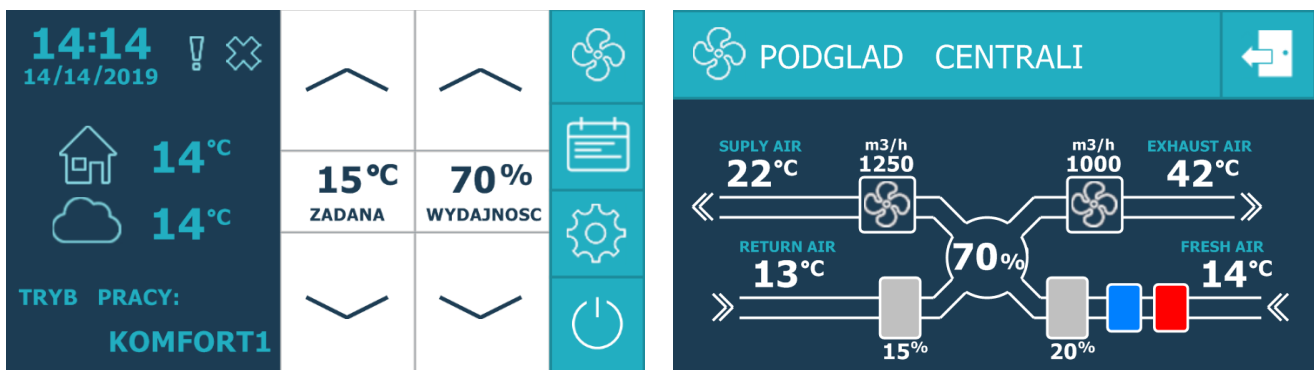 14:14
14/14/2019
14°C
14°C
TRYB PRACY:
KOMFORT1
15°C
ZADANA
70%
WYDAJNOSC
PODGLAD CENTRALI
SUPLY AIR
22°C
m3/h
1250
m3/h
1000
EXHAUST AIR
42°C
RETURN AIR
13°C
70%
FRESH AIR
14°C
15%
20%